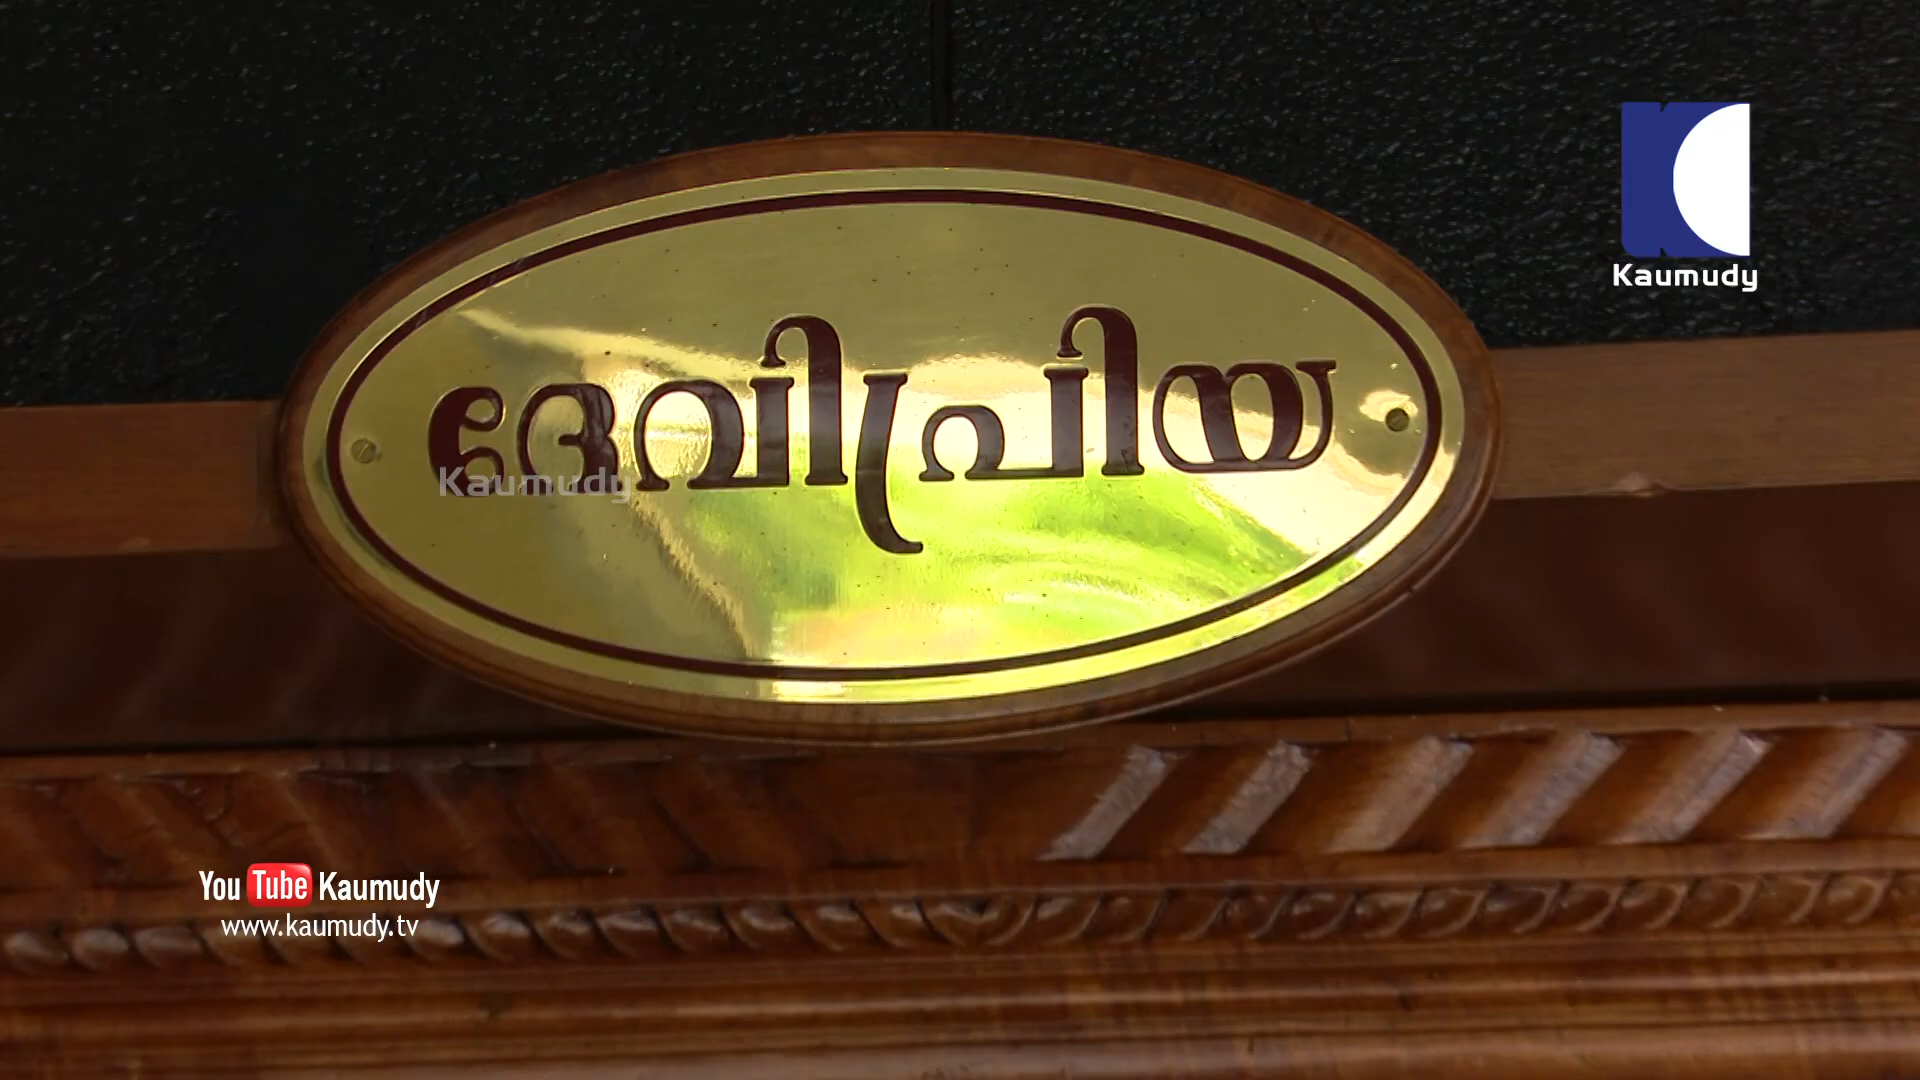 Kaumudy
ദേവിപ്രിയ
Kaumudy
You Tube Kaumudy
www.kaumudy.tv